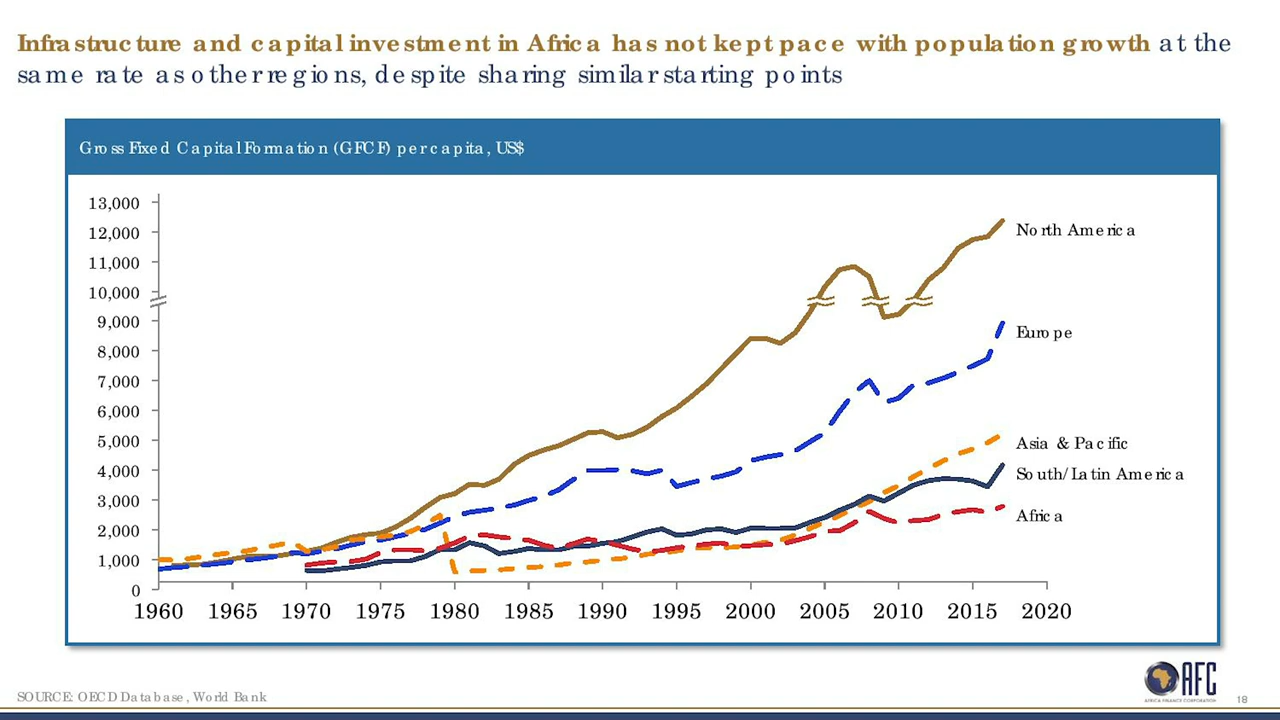 Infrastructure and capital investment in Africa has not kept pace with population growth at the
same rate as other regions, despite sharing similar starting points
Gross Fixed Capital Formation (GFCF) per capita, US$
13,000
12,000
11,000
10,000
9,000
8,000
7,000
6,000
5,000
4,000
3,000
2,000
1,000
0
North America
Europe
Asia & Pacific
South/Latin America
Africa
1960 1965 1970 1975 1980 1985 1990 1995 2000 2005 2010 2015 2020
AFC
AFRICA FINANCE CORPORATION
SOURCE: OECD Database, World Bank
18